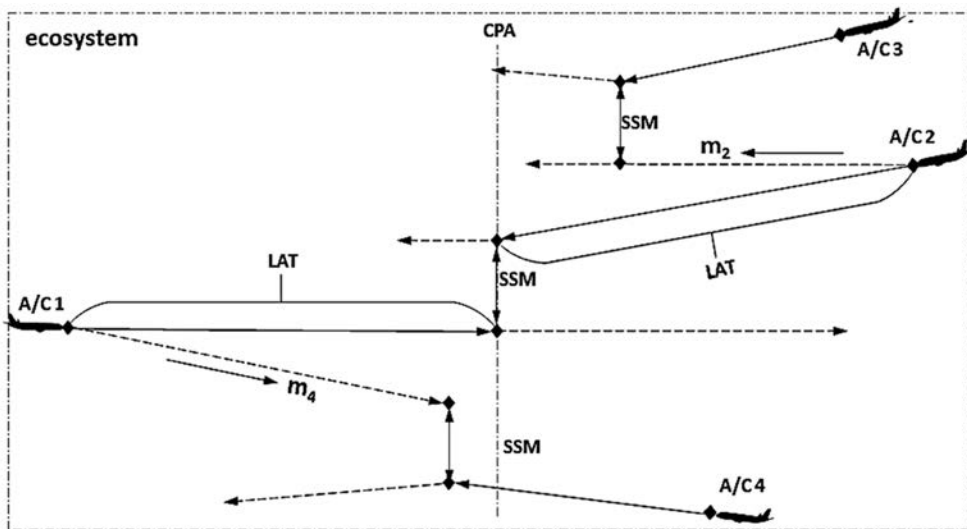 ecosystem
CPA
A/C3
SSM
A/C2
m₂
LAT
LAT
SSM
A/C1
m₄
SSM
A/C4